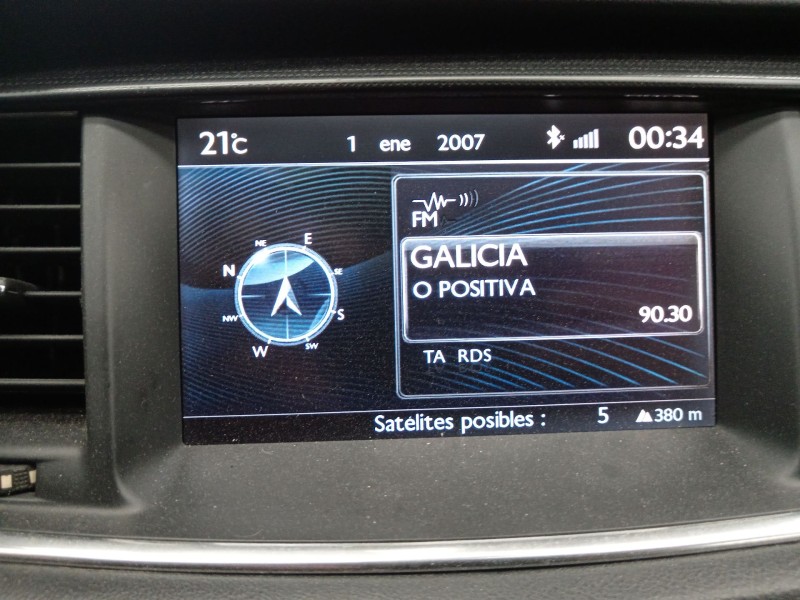 21°c 1 ene 2007 00:34
FM
GALICIA
O POSITIVA
90.30
TA RDS
NE E
N SE
NW S
W SW
Satélites posibles : 5 380 m